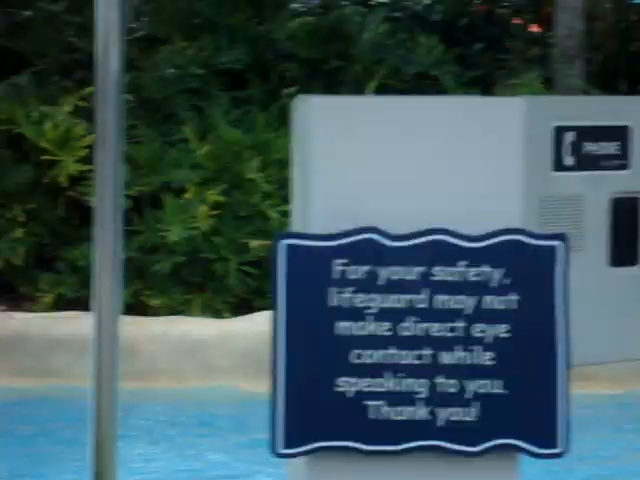 PHONE
For your safety,
lifeguard may not
make direct eye
contact while
speaking to you.
Thank you!